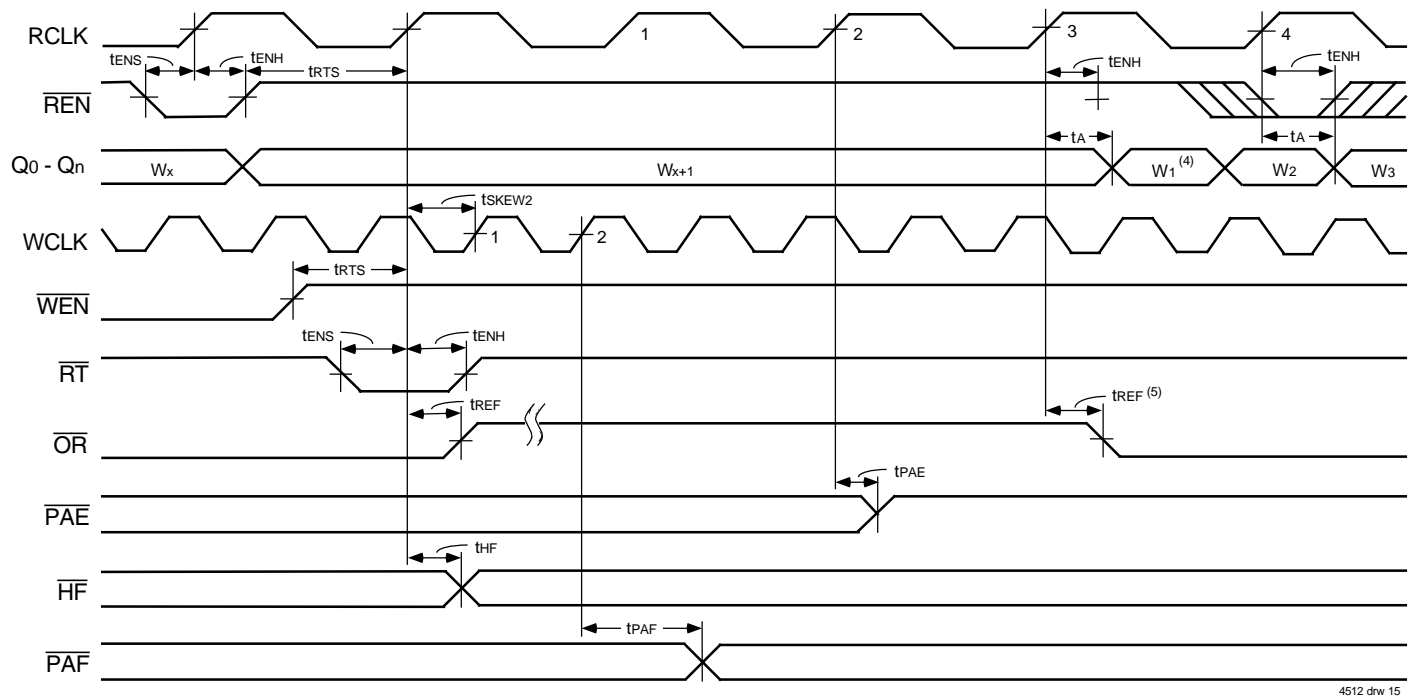 RCLK 1 2 3 4
tENS tENH tRTS tENH tENH
REN
tA tA
Q0 - Qn Wx Wx+1 W1 (4) W2 W3
tSKEW2
WCLK 1 2
tRTS
WEN
tENS tENH
RT
tREF tREF (5)
OR
tPAE
PAE
tHF
HF
tPAF
PAF
4512 drw 15